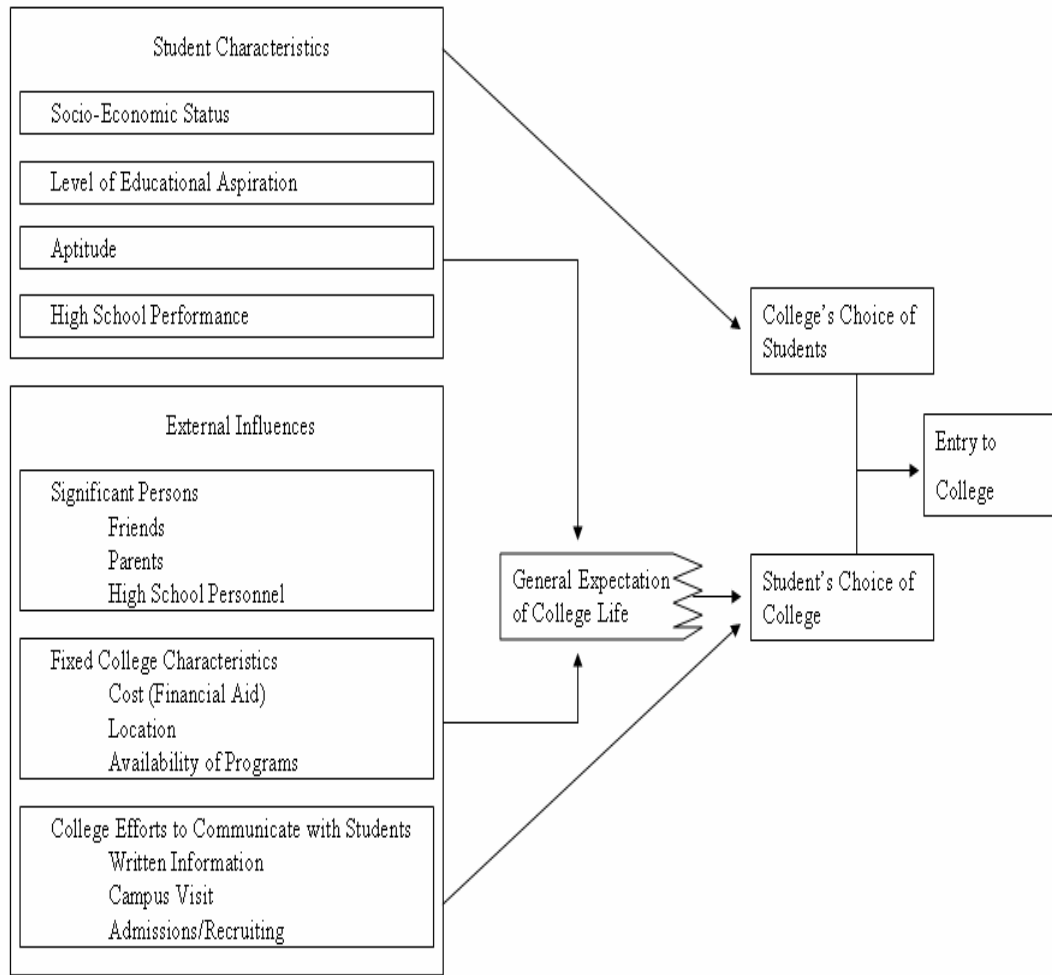 Student Characteristics
Socio-Economic Status
Level of Educational Aspiration
Aptitude
High School Performance
External Influences
Significant Persons
Friends
Parents
High School Personnel
Fixed College Characteristics
Cost (Financial Aid)
Location
Availability of Programs
College Efforts to Communicate with Students
Written Information
Campus Visit
Admissions/Recruiting
General Expectation
of College Life
College's Choice of
Students
Student's Choice of
College
Entry to
College